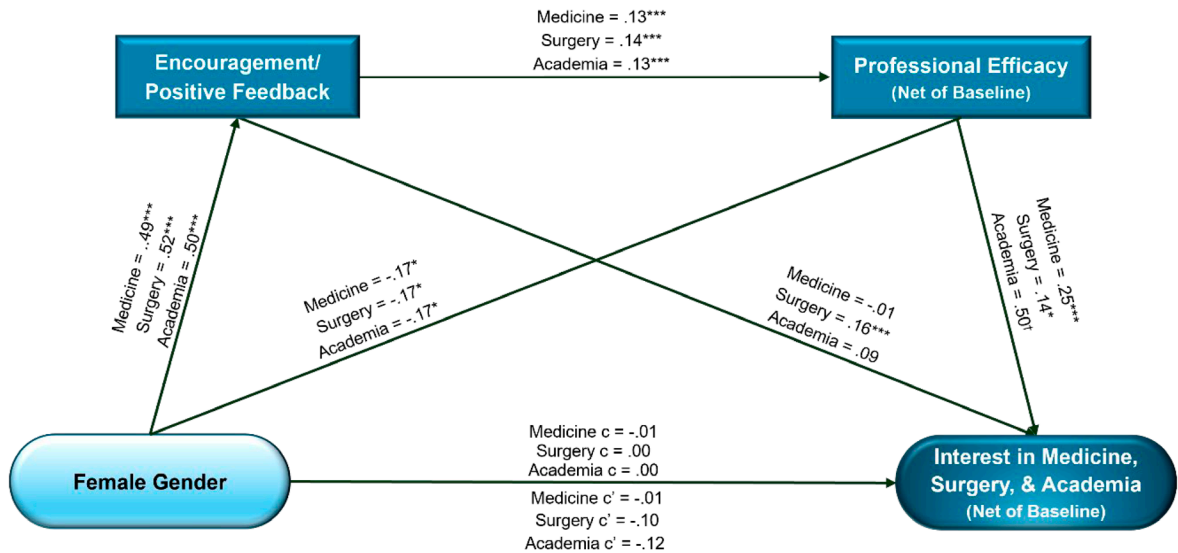 Medicine = .13***
Surgery = .14***
Academia = .13***
Encouragement/
Positive Feedback
Professional Efficacy
(Net of Baseline)
Medicine = ..49***
Surgery = .52***
Academia = .50***
Medicine = -.17*
Surgery = -.17*
Academia = -.17*
Medicine = -.01
Surgery = .16***
Academia = .09
Medicine = .25***
Surgery = .14*
Academia = .50†
Female Gender
Medicine c = -.01
Surgery c = .00
Academia c = .00
Medicine c’ = -.01
Surgery c’ = -.10
Academia c’ = -.12
Interest in Medicine,
Surgery, & Academia
(Net of Baseline)